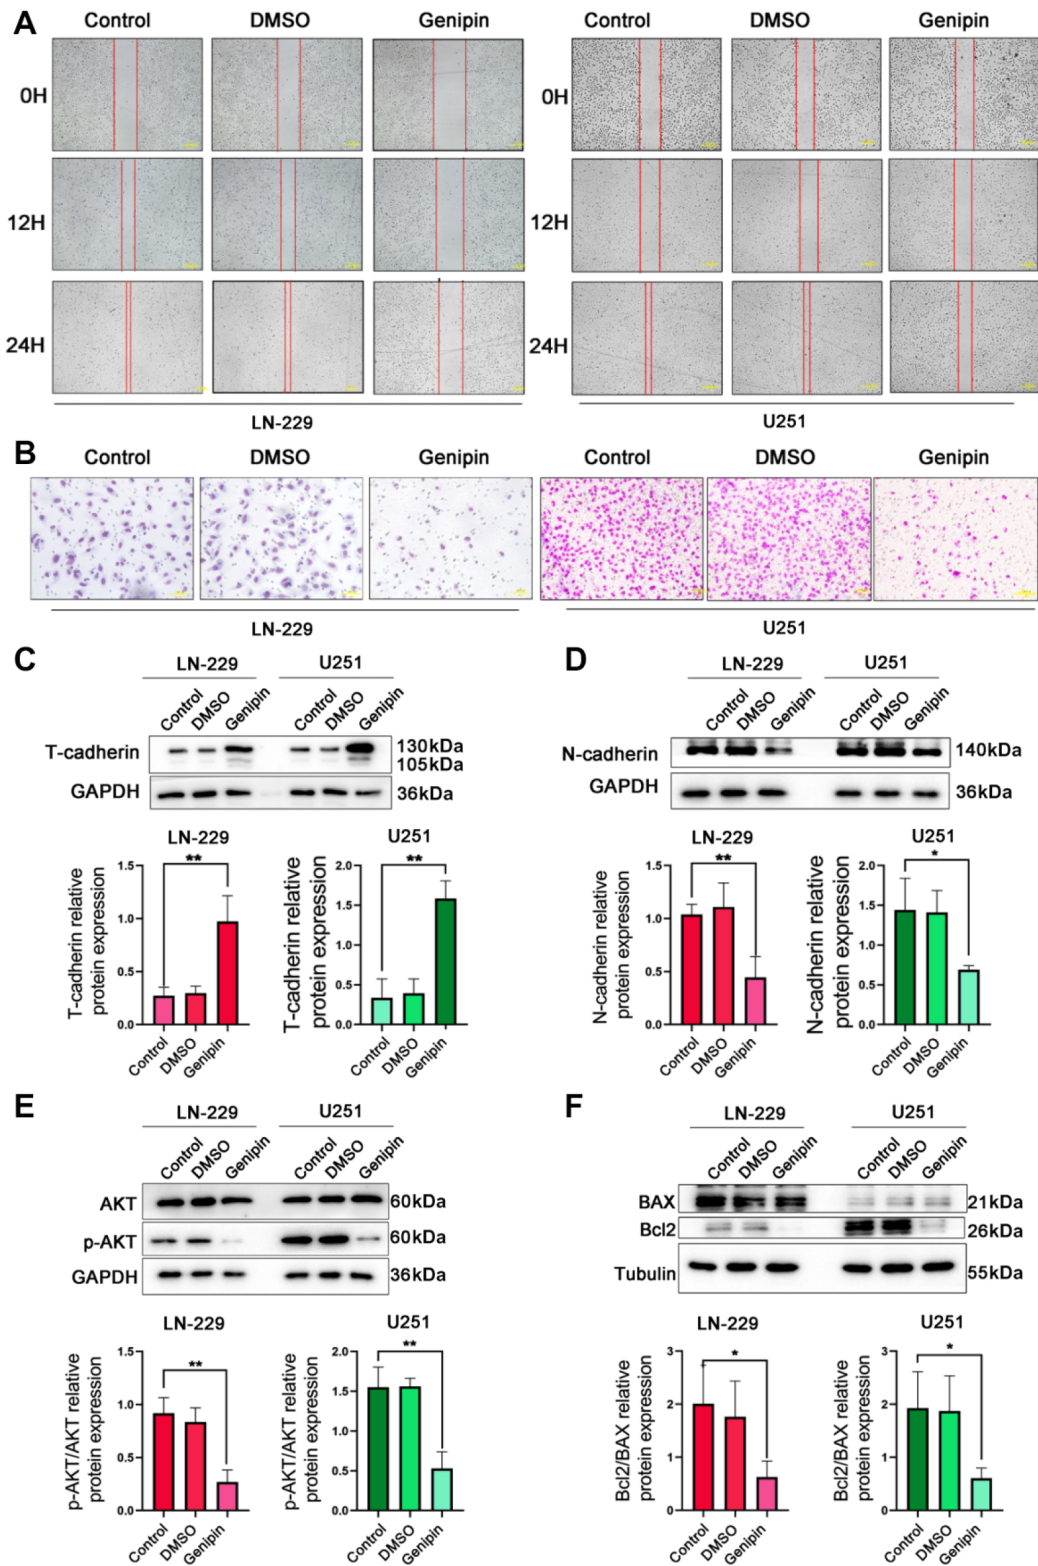 A
Control DMSO Genipin Control DMSO Genipin
0H 0H
12H 12H
24H 24H
LN-229 U251
B
Control DMSO Genipin Control DMSO Genipin
LN-229 U251
C
LN-229 U251
Control DMSO Genipin Control DMSO Genipin
T-cadherin 130kDa
105kDa
GAPDH 36kDa
LN-229 U251
T-cadherin relative
protein expression
1.5
1.0
0.5
0.0
**
Control DMSO Genipin
T-cadherin relative
protein expression
2.0
1.5
1.0
0.5
0.0
**
Control DMSO Genipin
D
LN-229 U251
Control DMSO Genipin Control DMSO Genipin
N-cadherin 140kDa
GAPDH 36kDa
LN-229 U251
N-cadherin relative
protein expression
1.5
1.0
0.5
0.0
**
Control DMSO Genipin
N-cadherin relative
protein expression
2.0
1.5
1.0
0.5
0.0
*
Control DMSO Genipin
E
LN-229 U251
Control DMSO Genipin Control DMSO Genipin
AKT 60kDa
p-AKT 60kDa
GAPDH 36kDa
LN-229 U251
p-AKT/AKT relative
protein expression
1.5
1.0
0.5
0.0
**
Control DMSO Genipin
p-AKT/AKT relative
protein expression
2.0
1.5
1.0
0.5
0.0
**
Control DMSO Genipin
F
LN-229 U251
Control DMSO Genipin Control DMSO Genipin
BAX 21kDa
Bcl2 26kDa
Tubulin 55kDa
LN-229 U251
Bcl2/BAX relative
protein expression
3
2
1
0
*
Control DMSO Genipin
Bcl2/BAX relative
protein expression
3
2
1
0
*
Control DMSO Genipin